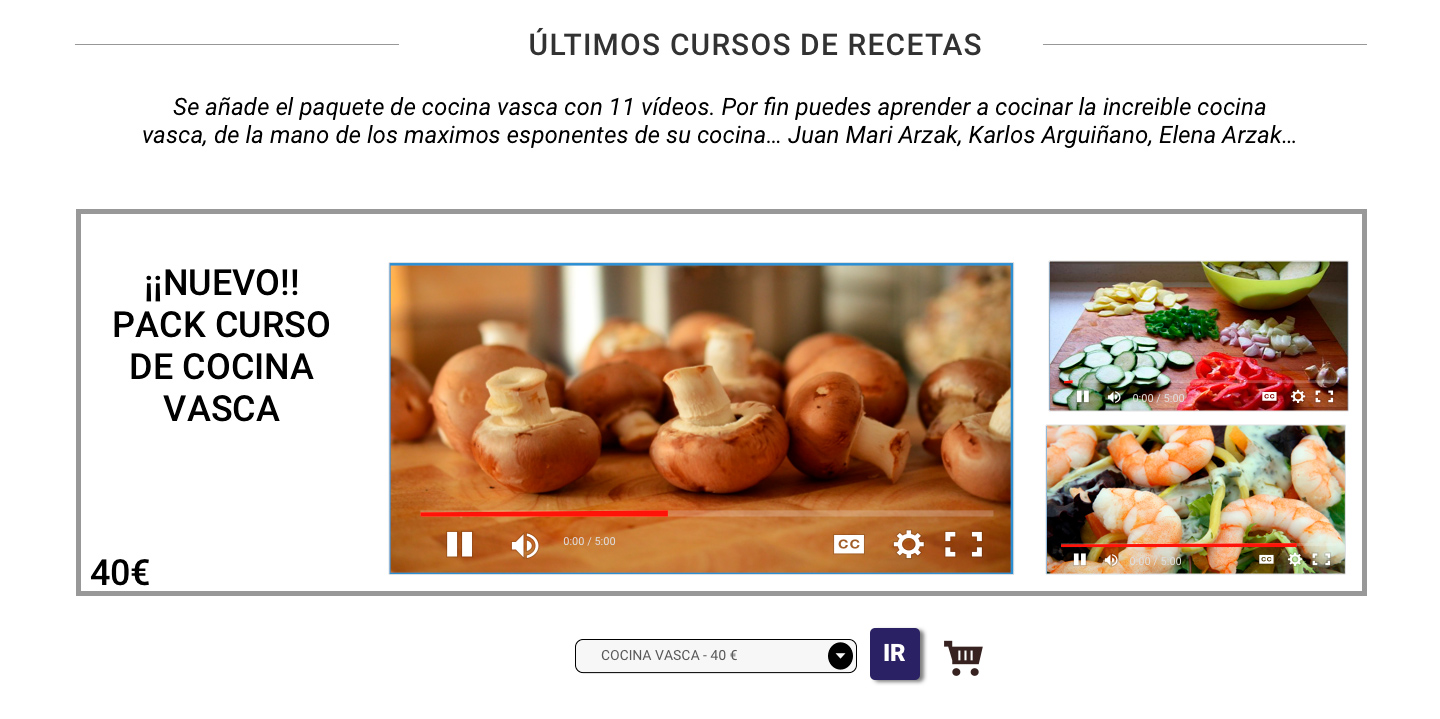 ÚLTIMOS CURSOS DE RECETAS
Se añade el paquete de cocina vasca con 11 vídeos. Por fin puedes aprender a cocinar la increible cocina
vasca, de la mano de los maximos esponentes de su cocina... Juan Mari Arzak, Karlos Arguiñano, Elena Arzak...
¡¡NUEVO!!
PACK CURSO
DE COCINA
VASCA
40€
0:00 / 5:00
CC
0:00 / 5:00
CC
0:00 / 5:00
CC
COCINA VASCA - 40 €
IR